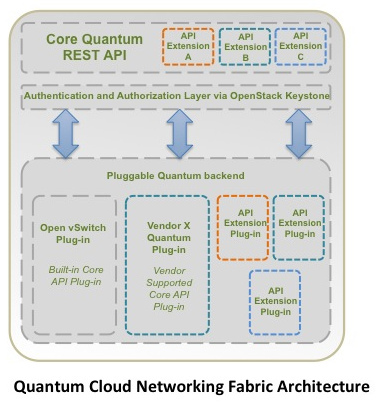 Core Quantum
REST API
API
Extension
A
API
Extension
B
API
Extension
C
Authentication and Authorization Layer via OpenStack Keystone
Pluggable Quantum backend
Open vSwitch
Plug-in
Built-in Core
API Plug-in
Vendor X
Quantum
Plug-in
Vendor
Supported
Core API
Plug-in
API
Extension
Plug-in
API
Extension
Plug-in
API
Extension
Plug-in
Quantum Cloud Networking Fabric Architecture